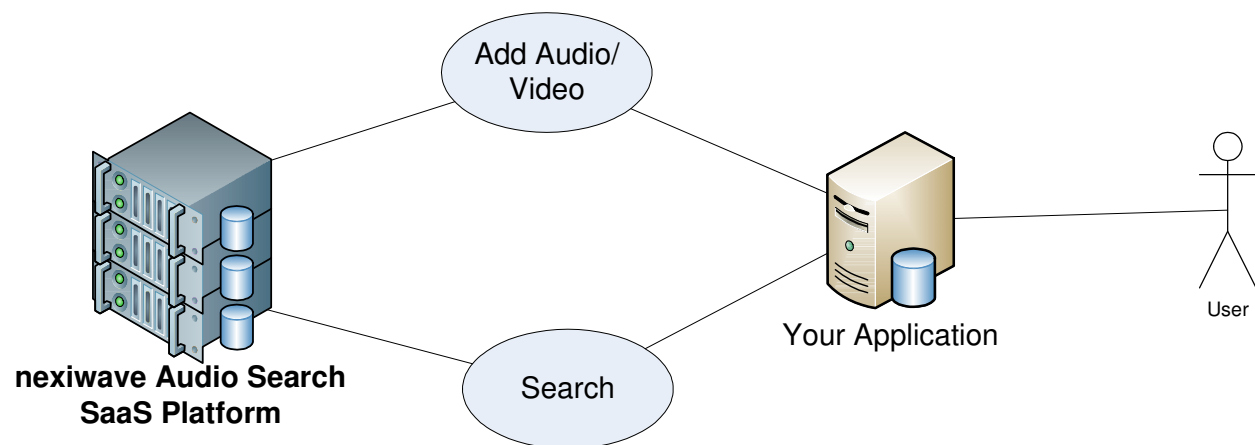 Add Audio/
Video
Your Application
User
nexiwave Audio Search
SaaS Platform
Search